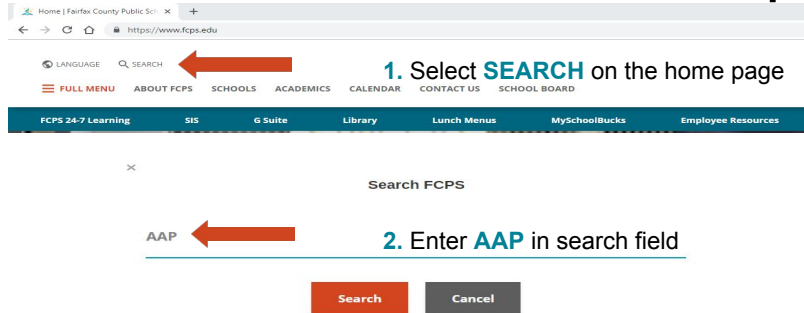 Home | Fairfax County Public Sch × +
https://www.fcps.edu
LANGUAGE SEARCH
1. Select SEARCH on the home page
FULL MENU ABOUT FCPS SCHOOLS ACADEMICS CALENDAR CONTACT US SCHOOL BOARD
FCPS 24-7 Learning SIS G Suite Library Lunch Menus MySchoolBucks Employee Resources
×
Search FCPS
AAP
2. Enter AAP in search field
Search Cancel